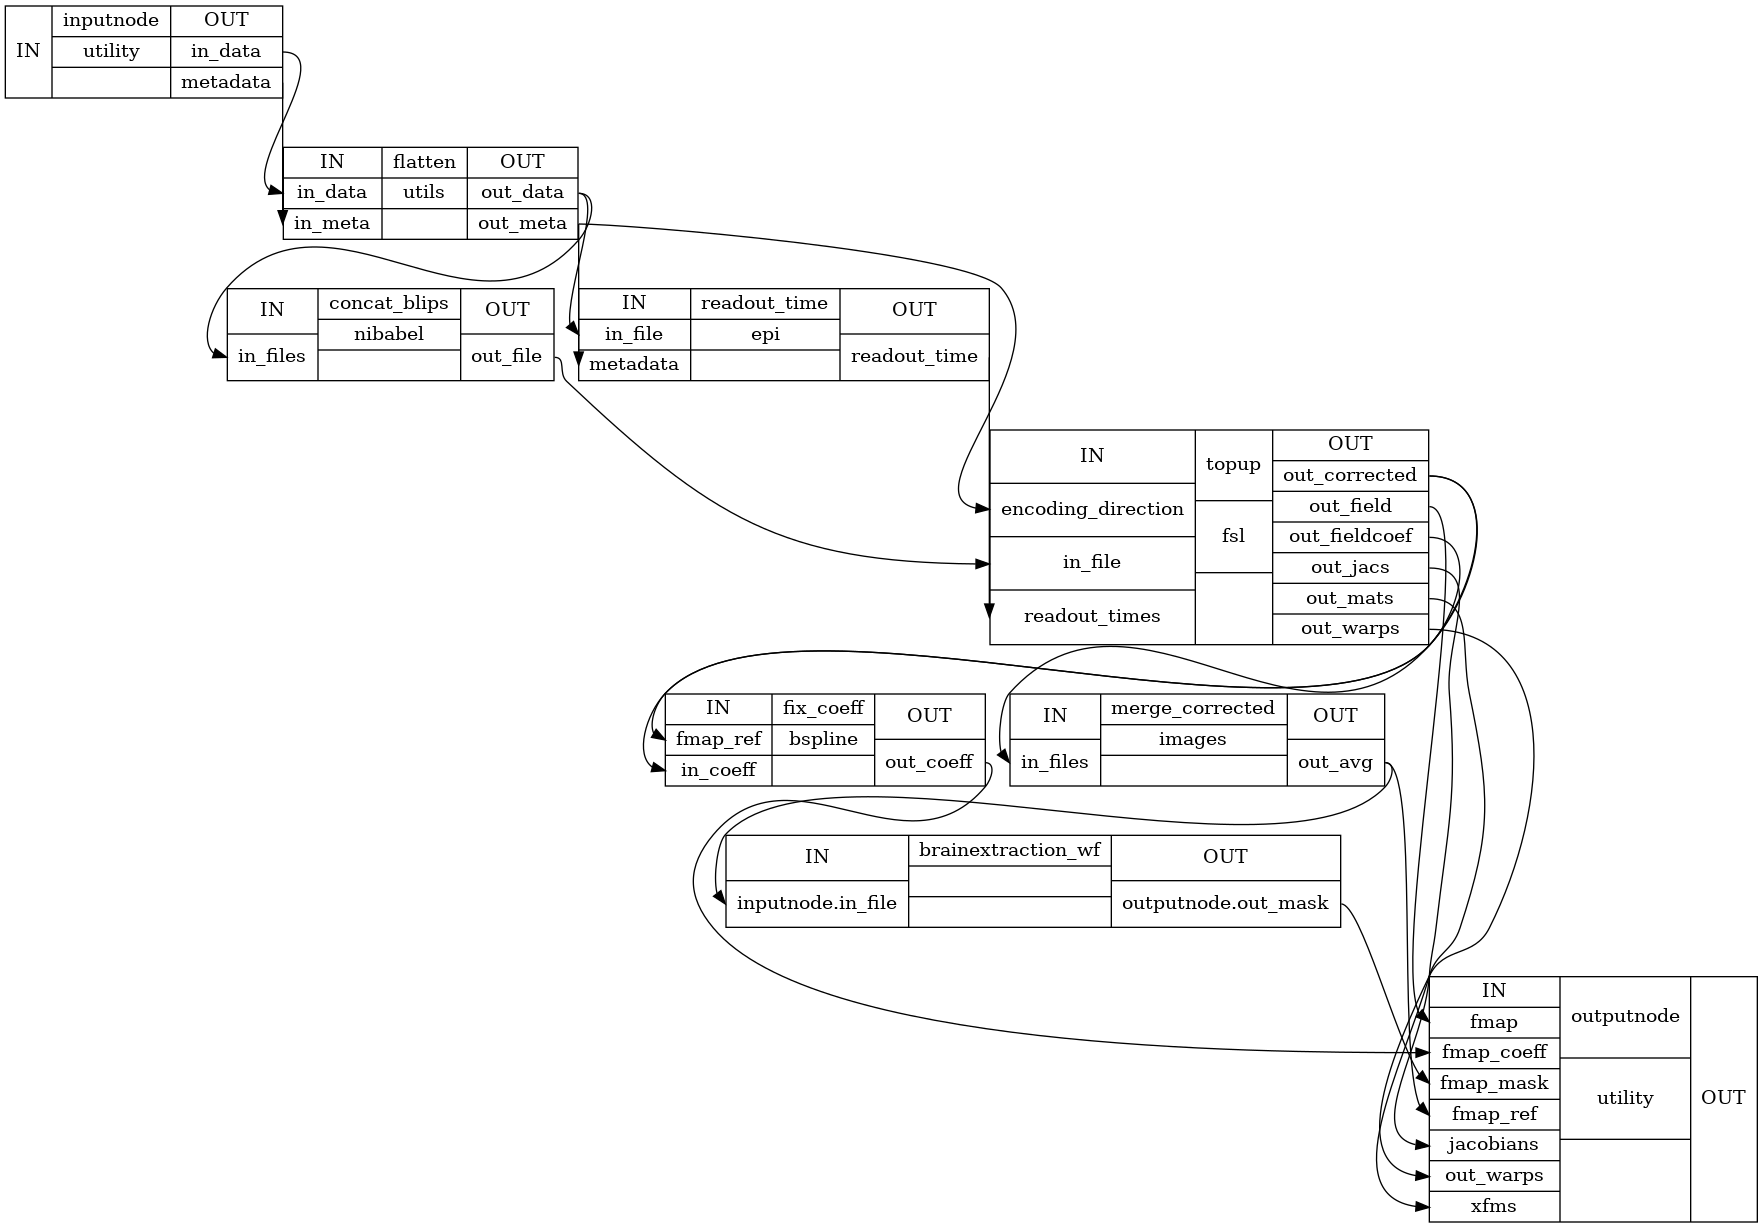 IN inputnode OUT
utility in_data
metadata
IN flatten OUT
in_data utils out_data
in_meta out_meta
IN concat_blips OUT
nibabel
in_files out_file
IN readout_time OUT
in_file epi
metadata readout_time
IN topup OUT
out_corrected
encoding_direction out_field
fsl out_fieldcoef
in_file out_jacs
out_mats
readout_times out_warps
IN fix_coeff OUT
fmap_ref bspline
in_coeff out_coeff
IN merge_corrected OUT
images
in_files out_avg
IN brainextraction_wf OUT
inputnode.in_file outputnode.out_mask
IN outputnode
fmap
fmap_coeff
fmap_mask utility OUT
fmap_ref
jacobians
out_warps
xfms